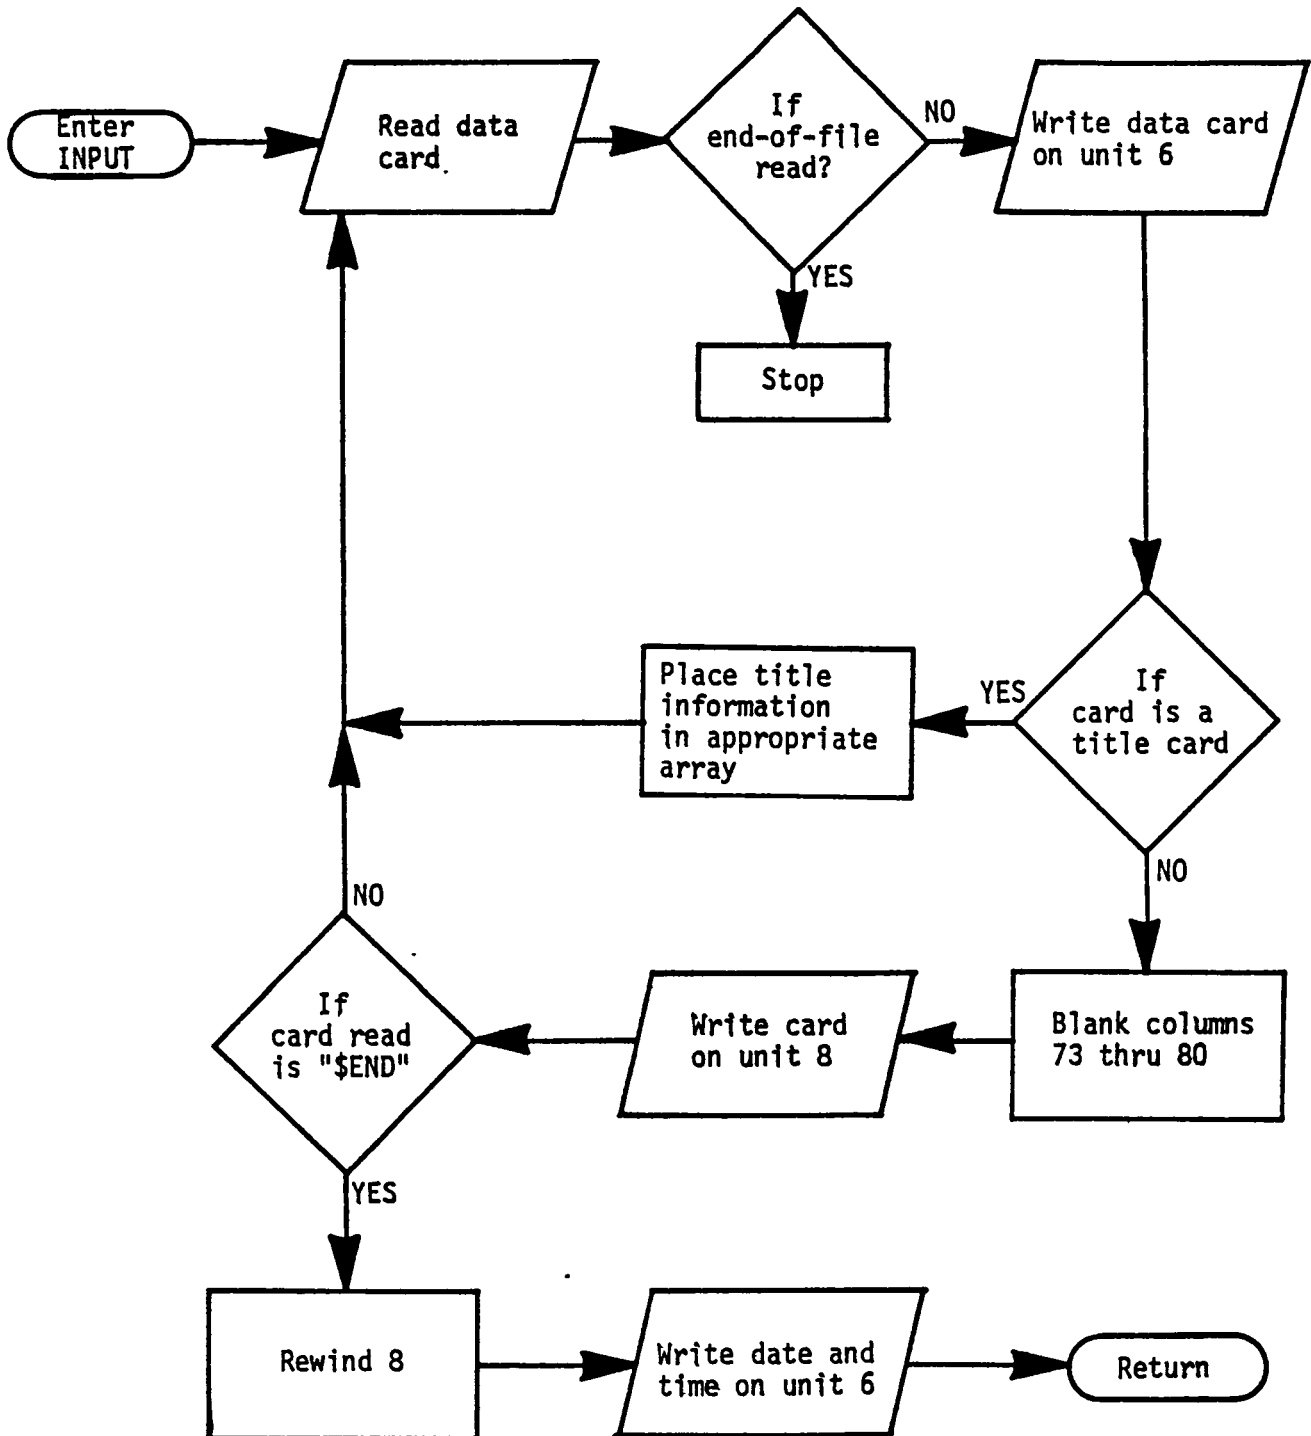 Enter
INPUT
Read data
card.
If
end-of-file
read?
NO
Write data card
on unit 6
YES
Stop
Place title
information
in appropriate
array
YES
If
card is a
title card
NO
NO
If
card read
is "$END"
Write card
on unit 8
Blank columns
73 thru 80
YES
Rewind 8
Write date and
time on unit 6
Return